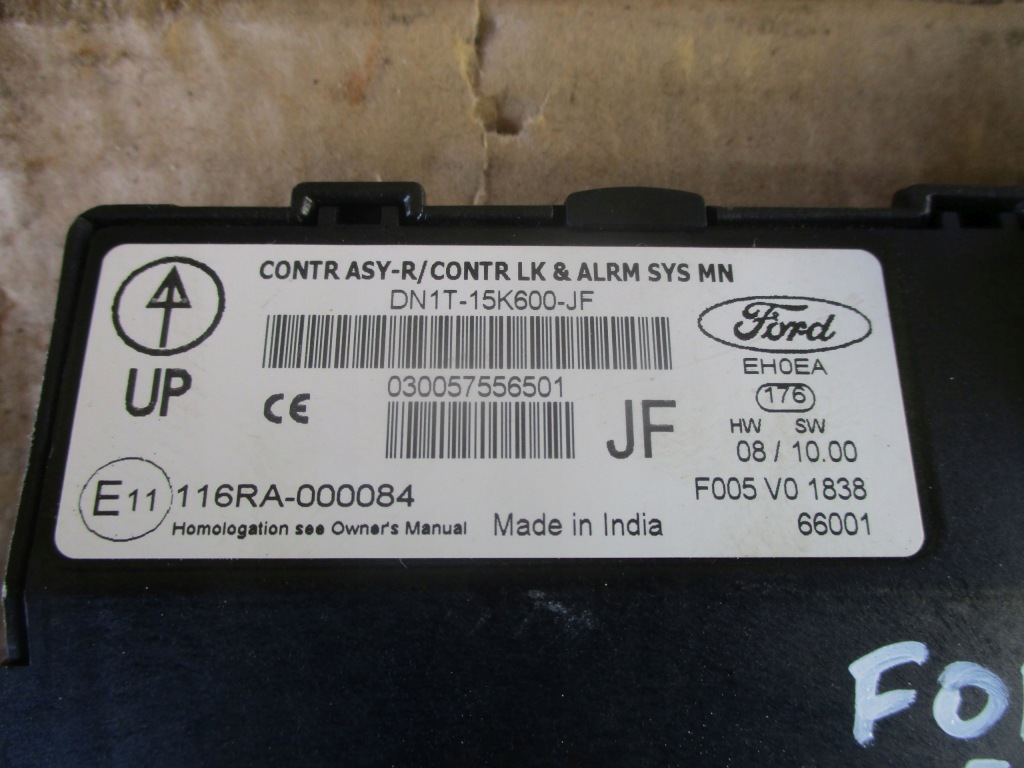 CONTR ASY-R/CONTR LK & ALRM SYS MN
DN1T-15K600-JF
Ford
UP
EH0EA
176
CE
030057556501
JF
HW SW
08 / 10.00
E11 116RA-000084
F005 V0 1838
Homologation see Owner's Manual
Made in India
66001